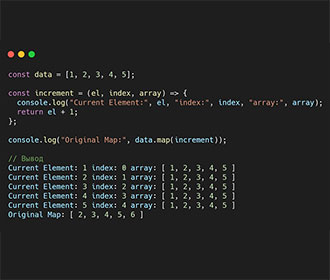 const data = [1, 2, 3, 4, 5];
const increment = (el, index, array) => {
  console.log("Current Element:", el, "index:", index, "array:", array);
  return el + 1;
};
console.log("Original Map:", data.map(increment));
// Вывод
Current Element: 1 index: 0 array: [ 1, 2, 3, 4, 5 ]
Current Element: 2 index: 1 array: [ 1, 2, 3, 4, 5 ]
Current Element: 3 index: 2 array: [ 1, 2, 3, 4, 5 ]
Current Element: 4 index: 3 array: [ 1, 2, 3, 4, 5 ]
Current Element: 5 index: 4 array: [ 1, 2, 3, 4, 5 ]
Original Map: [ 2, 3, 4, 5, 6 ]